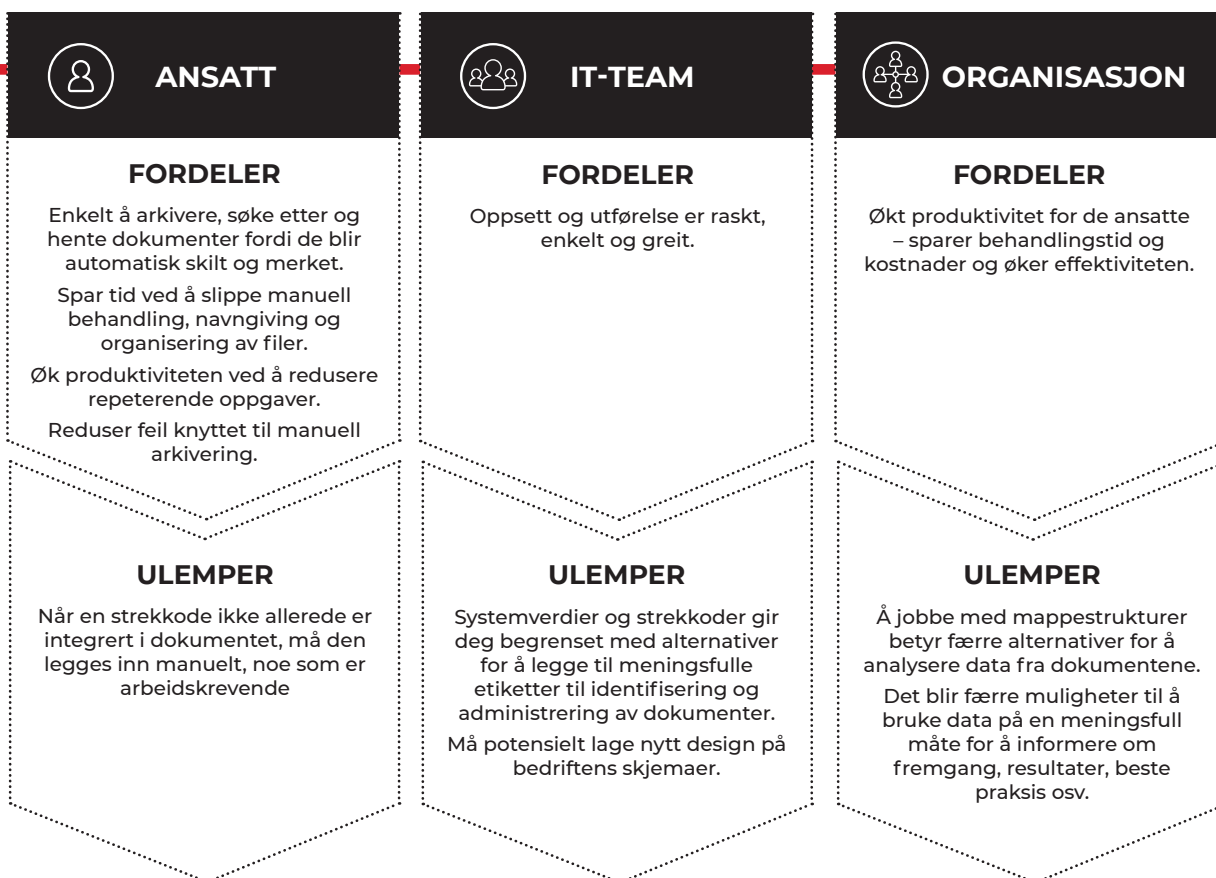 ANSATT
FORDELER
Enkelt å arkivere, søke etter og
hente dokumenter fordi de blir
automatisk skilt og merket.
Spar tid ved å slippe manuell
behandling, navngiving og
organisering av filer.
Øk produktiviteten ved å redusere
repeterende oppgaver.
Reduser feil knyttet til manuell
arkivering.
ULEMPER
Når en strekkode ikke allerede er
integrert i dokumentet, må den
legges inn manuelt, noe som er
arbeidskrevende
IT-TEAM
FORDELER
Oppsett og utførelse er raskt,
enkelt og greit.
ULEMPER
Systemverdier og strekkoder gir
deg begrenset med alternativer
for å legge til meningsfulle
etiketter til identifisering og
administrering av dokumenter.
Må potensielt lage nytt design på
bedriftens skjemaer.
ORGANISASJON
FORDELER
Økt produktivitet for de ansatte
– sparer behandlingstid og
kostnader og øker effektiviteten.
ULEMPER
Å jobbe med mappestrukturer
betyr færre alternativer for å
analysere data fra dokumentene.
Det blir færre muligheter til å
bruke data på en meningsfull
måte for å informere om
fremgang, resultater, beste
praksis osv.